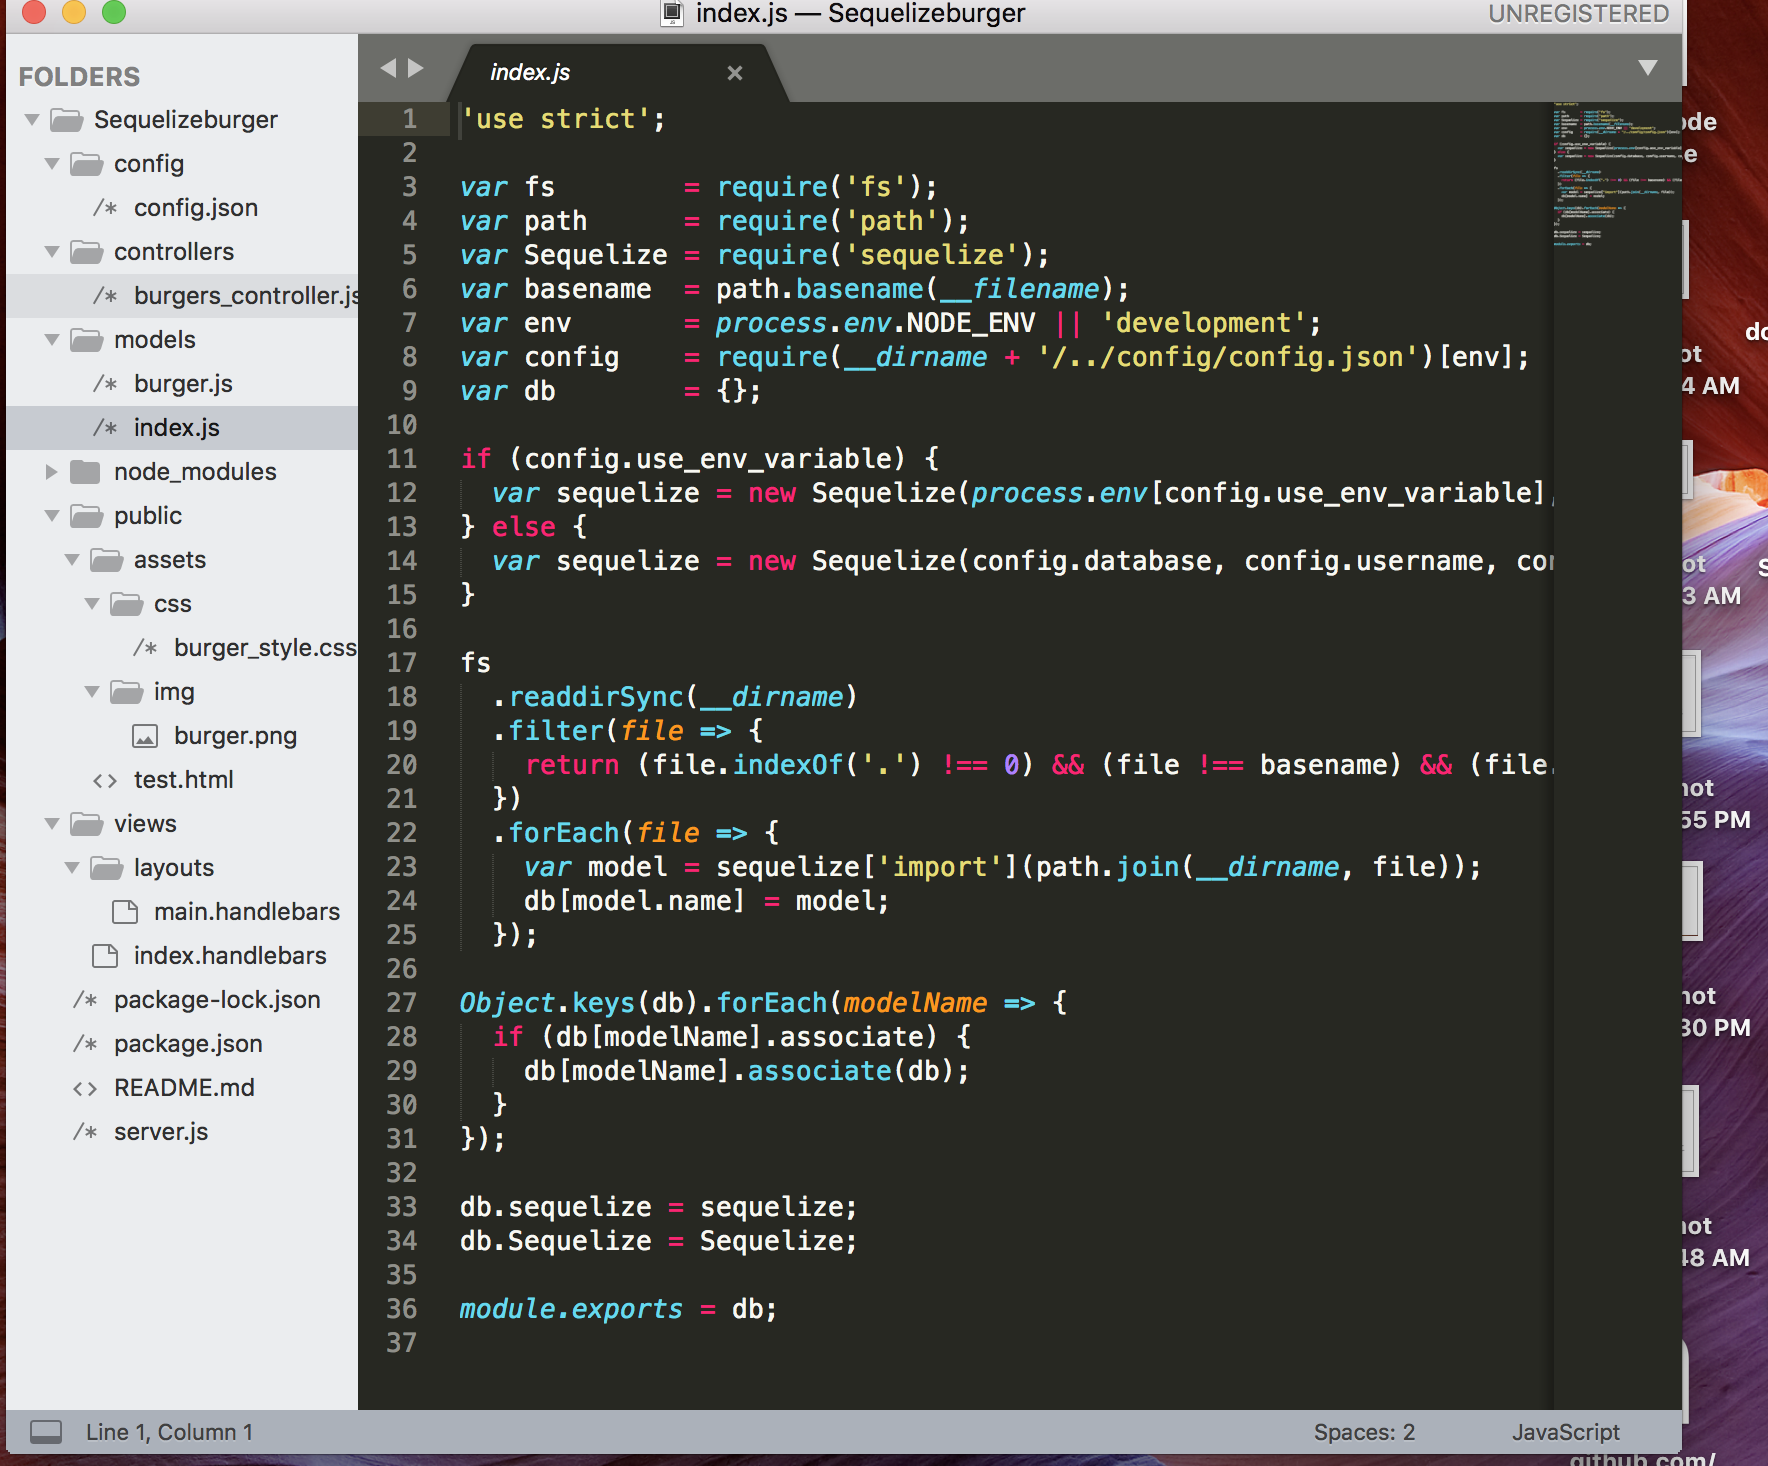 index.js — Sequelizeburger
UNREGISTERED
FOLDERS
Sequelizeburger
config
/* config.json
controllers
/* burgers_controller.js
models
/* burger.js
/* index.js
node_modules
public
assets
css
/* burger_style.css
img
burger.png
<> test.html
views
layouts
main.handlebars
index.handlebars
/* package-lock.json
/* package.json
<> README.md
/* server.js
index.js ×
1 'use strict';
2
3 var fs        = require('fs');
4 var path      = require('path');
5 var Sequelize = require('sequelize');
6 var basename  = path.basename(__filename);
7 var env       = process.env.NODE_ENV || 'development';
8 var config    = require(__dirname + '/../config/config.json')[env];
9 var db        = {};
10
11 if (config.use_env_variable) {
12   var sequelize = new Sequelize(process.env[config.use_env_variable],
13 } else {
14   var sequelize = new Sequelize(config.database, config.username, con
15 }
16
17 fs
18   .readdirSync(__dirname)
19   .filter(file => {
20     return (file.indexOf('.') !== 0) && (file !== basename) && (file.
21   })
22   .forEach(file => {
23     var model = sequelize['import'](path.join(__dirname, file));
24     db[model.name] = model;
25   });
26
27 Object.keys(db).forEach(modelName => {
28   if (db[modelName].associate) {
29     db[modelName].associate(db);
30   }
31 });
32
33 db.sequelize = sequelize;
34 db.Sequelize = Sequelize;
35
36 module.exports = db;
37
Line 1, Column 1
Spaces: 2
JavaScript
ode
e
do
ot
4 AM
ot
3 AM
S
not
55 PM
not
30 PM
not
48 AM
github.com/